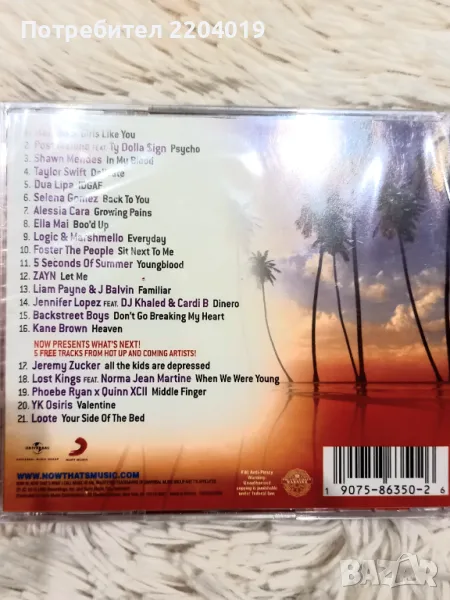 Потребител 2204019
Girls Like You
2. Post Malone FEAT. Ty Dolla Sign Psycho
3. Shawn Mendes In My Blood
4. Taylor Swift Delicate
5 Dua Lipa IDGAF
6. Selena Gomez Back To You
7. Alessia Cara Growing Pains
8. Ella Mai Boo'd Up
9. Logic & Marshmello Everyday
10. Foster The People Sit Next To Me
11. 5 Seconds Of Summer Youngblood
12. ZAYN Let Me
13. Liam Payne & J Balvin Familiar
14. Jennifer Lopez FEAT. DJ Khaled & Cardi B Dinero
15. Backstreet Boys Don't Go Breaking My Heart
16. Kane Brown Heaven
NOW PRESENTS WHAT'S NEXT!
5 FREE TRACKS FROM HOT UP AND COMING ARTISTS!
17. Jeremy Zucker all the kids are depressed
18. Lost Kings FEAT. Norma Jean Martine When We Were Young
19. Phoebe Ryan x Quinn XCII Middle Finger
20. YK Osiris Valentine
21. Loote Your Side Of The Bed
WWW.NOWTHATSMUSIC.COM
1 90758-63502 6
BAZAR